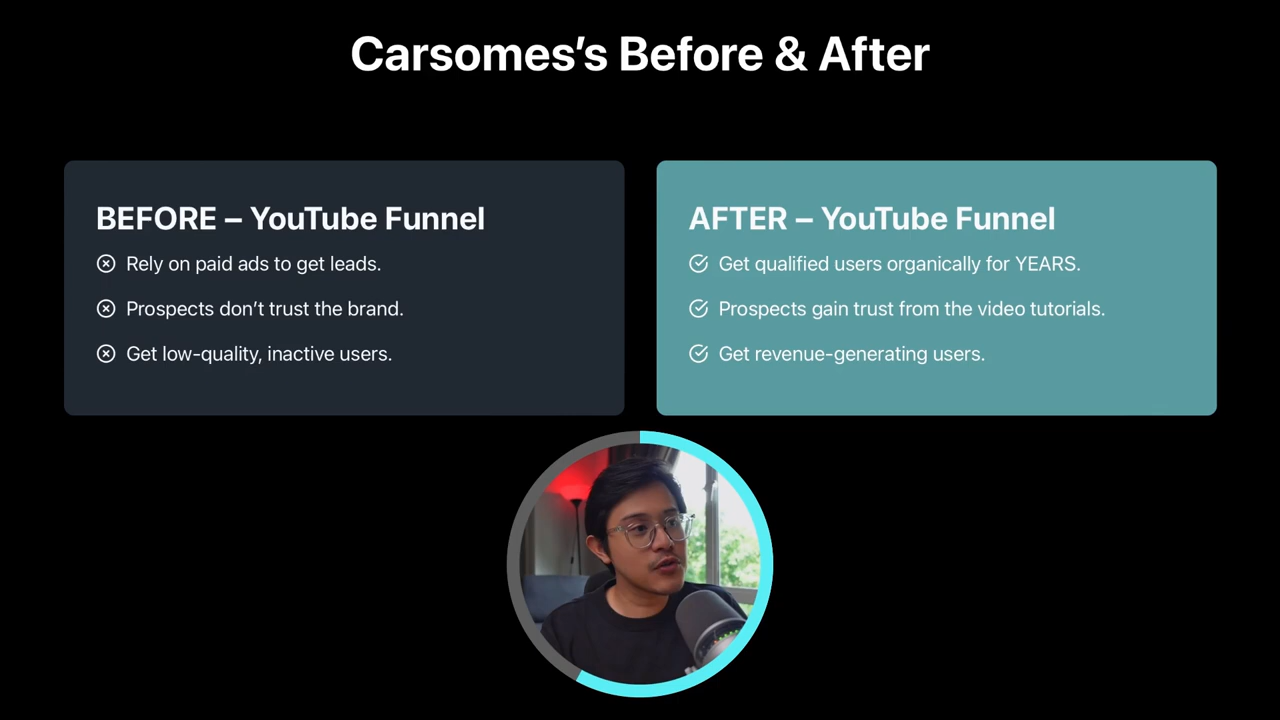 Carsomes’s Before & After
BEFORE – YouTube Funnel
Rely on paid ads to get leads.
Prospects don’t trust the brand.
Get low-quality, inactive users.
AFTER – YouTube Funnel
Get qualified users organically for YEARS.
Prospects gain trust from the video tutorials.
Get revenue-generating users.